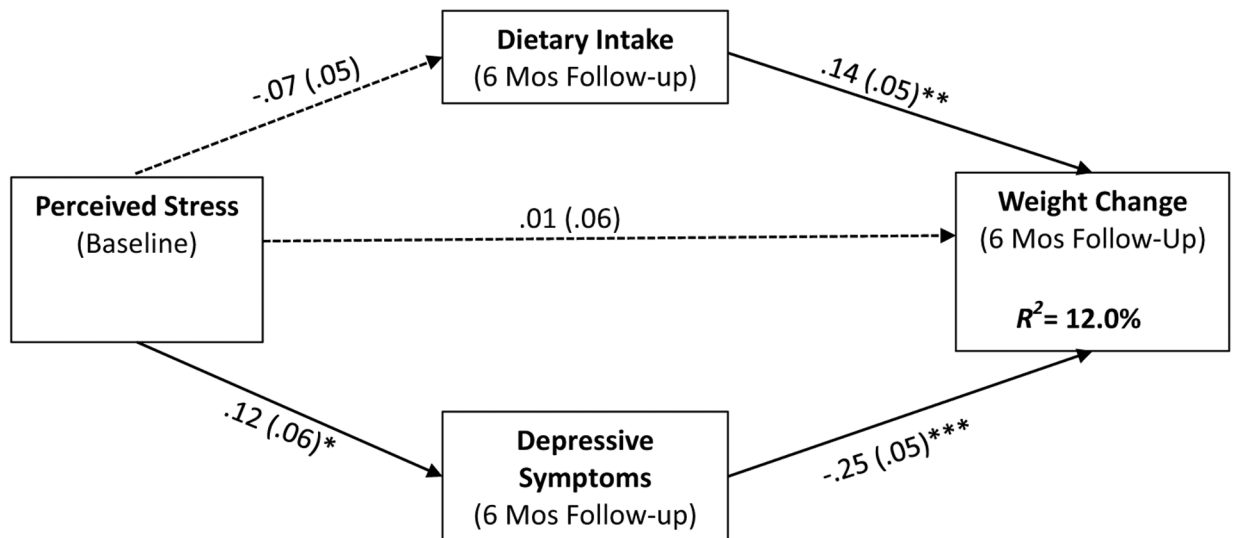 Dietary Intake
(6 Mos Follow-up)
-.07 (.05)
.14 (.05)**
Perceived Stress
(Baseline)
.01 (.06)
Weight Change
(6 Mos Follow-Up)
R²= 12.0%
.12 (.06)*
Depressive
Symptoms
(6 Mos Follow-up)
-.25 (.05)***